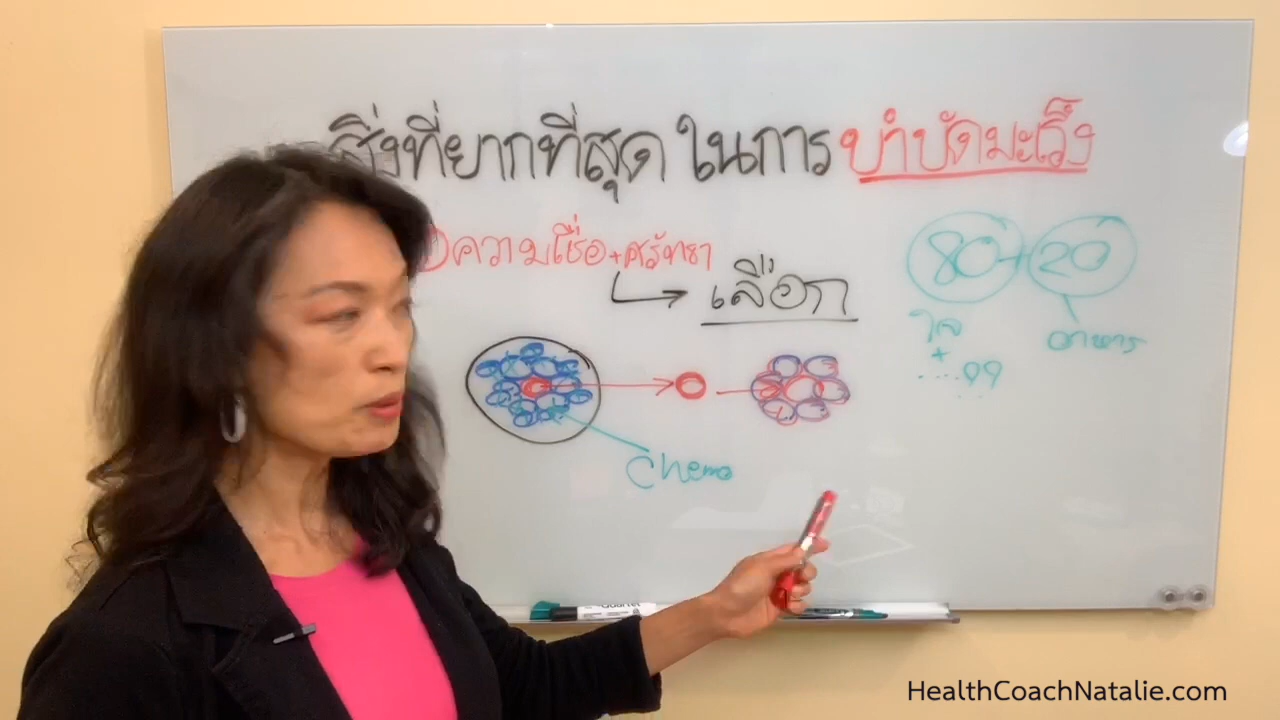 สิ่งที่ยากที่สุด ในการ บำบัดมะเร็ง
ความเชื่อ+ศรัทธา
เลือก
80+20
ใจ
+
....99
อาหาร
Chemo
Quartet
HealthCoachNatalie.com